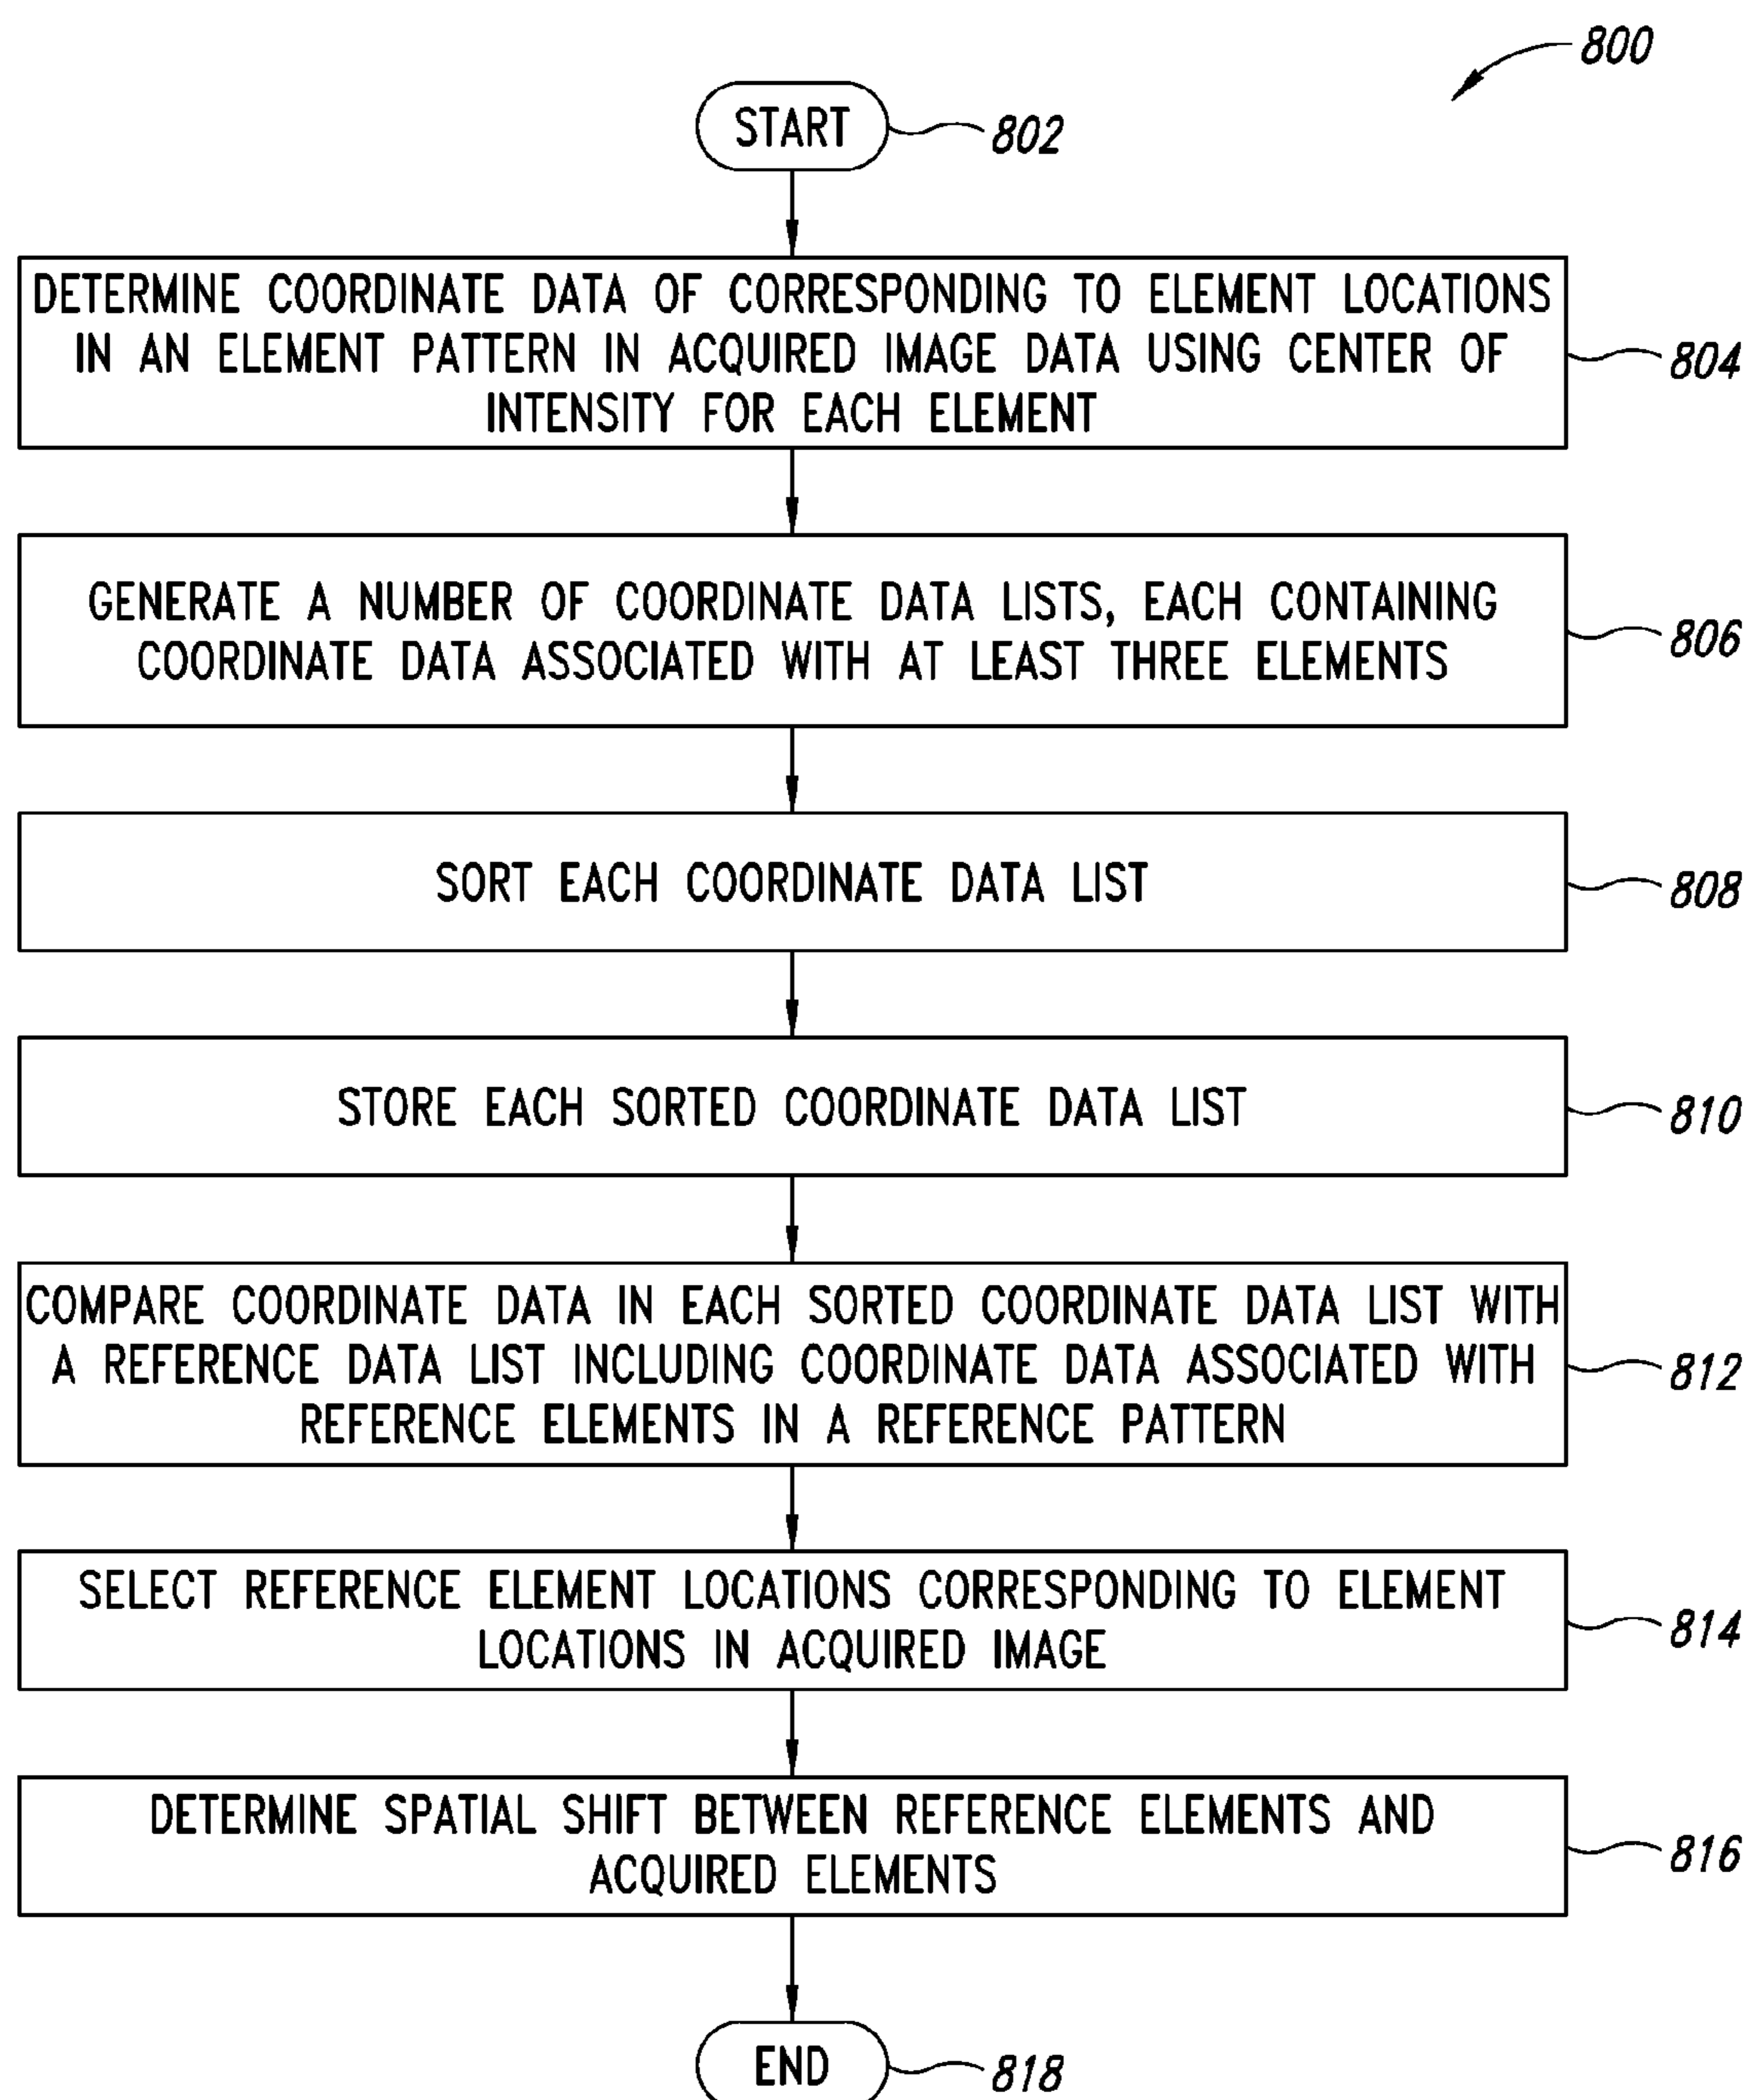 800
START
802
DETERMINE COORDINATE DATA OF CORRESPONDING TO ELEMENT LOCATIONS
IN AN ELEMENT PATTERN IN ACQUIRED IMAGE DATA USING CENTER OF
INTENSITY FOR EACH ELEMENT
804
GENERATE A NUMBER OF COORDINATE DATA LISTS, EACH CONTAINING
COORDINATE DATA ASSOCIATED WITH AT LEAST THREE ELEMENTS
806
SORT EACH COORDINATE DATA LIST
808
STORE EACH SORTED COORDINATE DATA LIST
810
COMPARE COORDINATE DATA IN EACH SORTED COORDINATE DATA LIST WITH
A REFERENCE DATA LIST INCLUDING COORDINATE DATA ASSOCIATED WITH
REFERENCE ELEMENTS IN A REFERENCE PATTERN
812
SELECT REFERENCE ELEMENT LOCATIONS CORRESPONDING TO ELEMENT
LOCATIONS IN ACQUIRED IMAGE
814
DETERMINE SPATIAL SHIFT BETWEEN REFERENCE ELEMENTS AND
ACQUIRED ELEMENTS
816
END
818